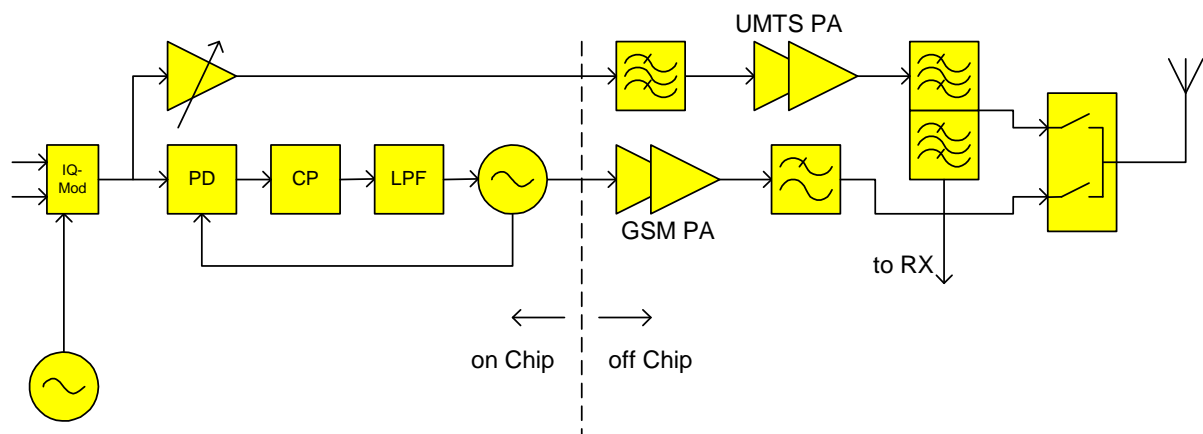 UMTS PA
IQ-
Mod
PD
CP
LPF
GSM PA
to RX
on Chip
off Chip